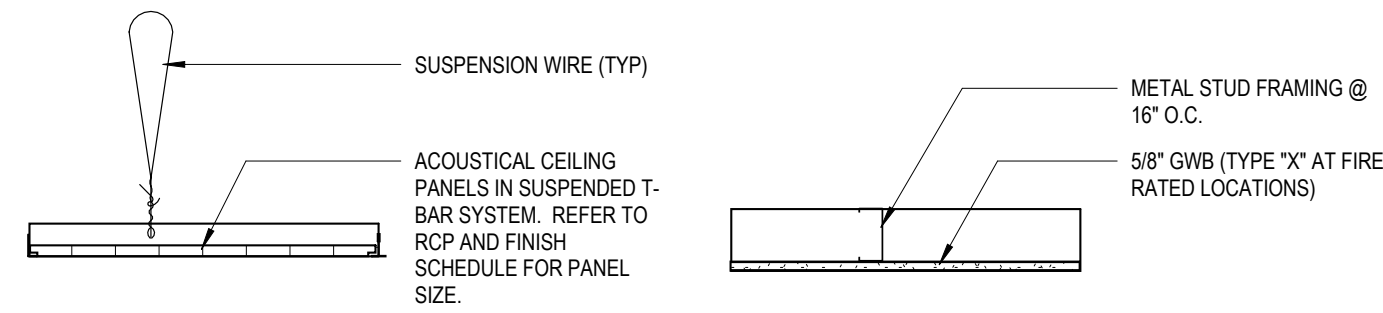 SUSPENSION WIRE (TYP)
ACOUSTICAL CEILING
PANELS IN SUSPENDED T-
BAR SYSTEM. REFER TO
RCP AND FINISH
SCHEDULE FOR PANEL
SIZE.
METAL STUD FRAMING @
16" O.C.
5/8" GWB (TYPE "X" AT FIRE
RATED LOCATIONS)